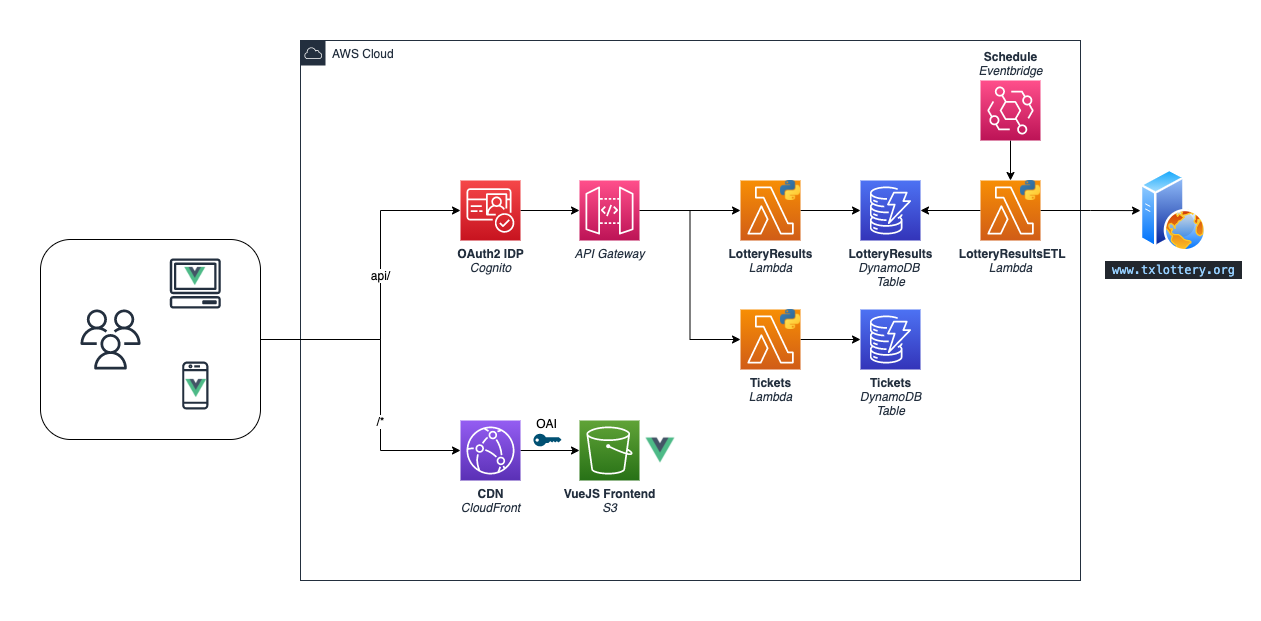 AWS Cloud
Schedule
Eventbridge
OAuth2 IDP
Cognito
API Gateway
LotteryResults
Lambda
LotteryResults
DynamoDB
Table
LotteryResultsETL
Lambda
www.txlottery.org
api/
Tickets
Lambda
Tickets
DynamoDB
Table
/*
OAI
CDN
CloudFront
VueJS Frontend
S3